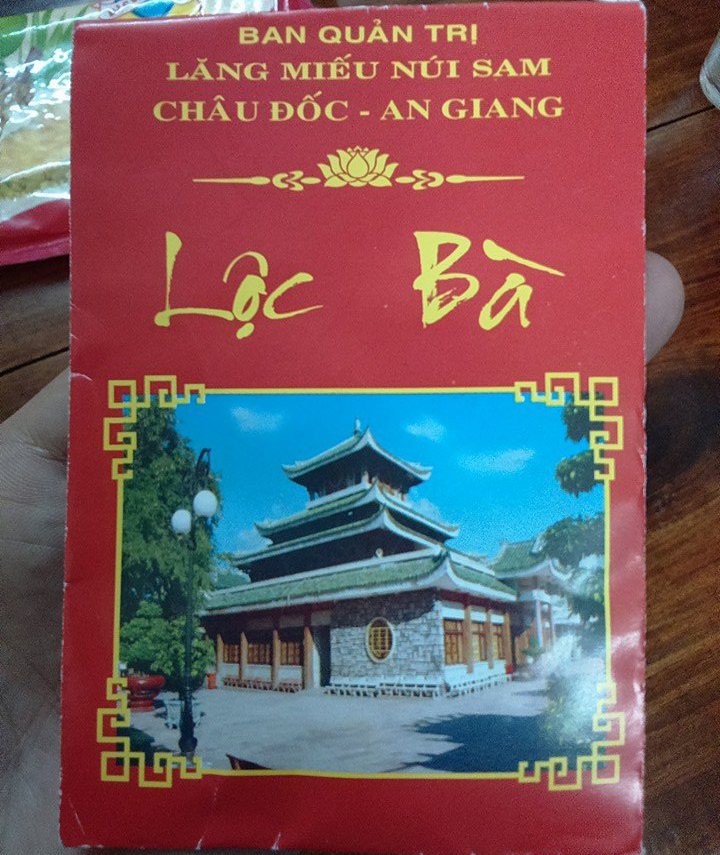 BAN QUẢN TRỊ
LĂNG MIẾU NÚI SAM
CHÂU ĐỐC - AN GIANG
Lộc Bà